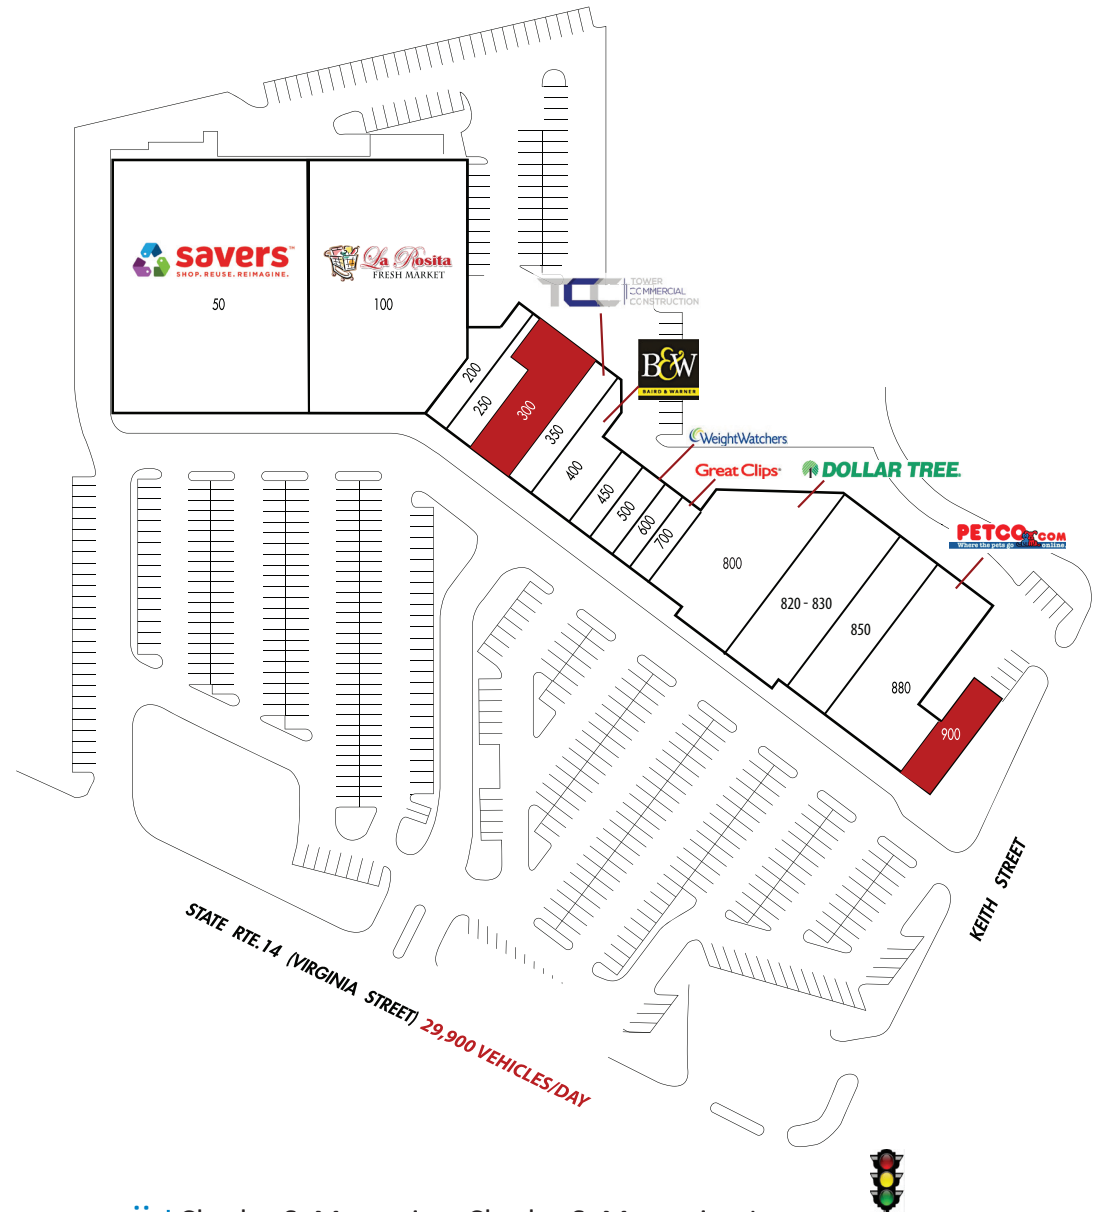 savers™
SHOP. REUSE. REIMAGINE.
50
La Rosita
FRESH MARKET
100
TCC
TOWER
COMMERCIAL
CONSTRUCTION
B&W
BAIRD & WARNER
WeightWatchers
Great Clips
DOLLAR TREE
PETCO.COM
Where the pets go online
200
250
300
350
400
450
500
600
700
800
820 - 830
850
880
900
KEITH STREET
STATE RTE.14 (VIRGINIA STREET) 29,900 VEHICLES/DAY